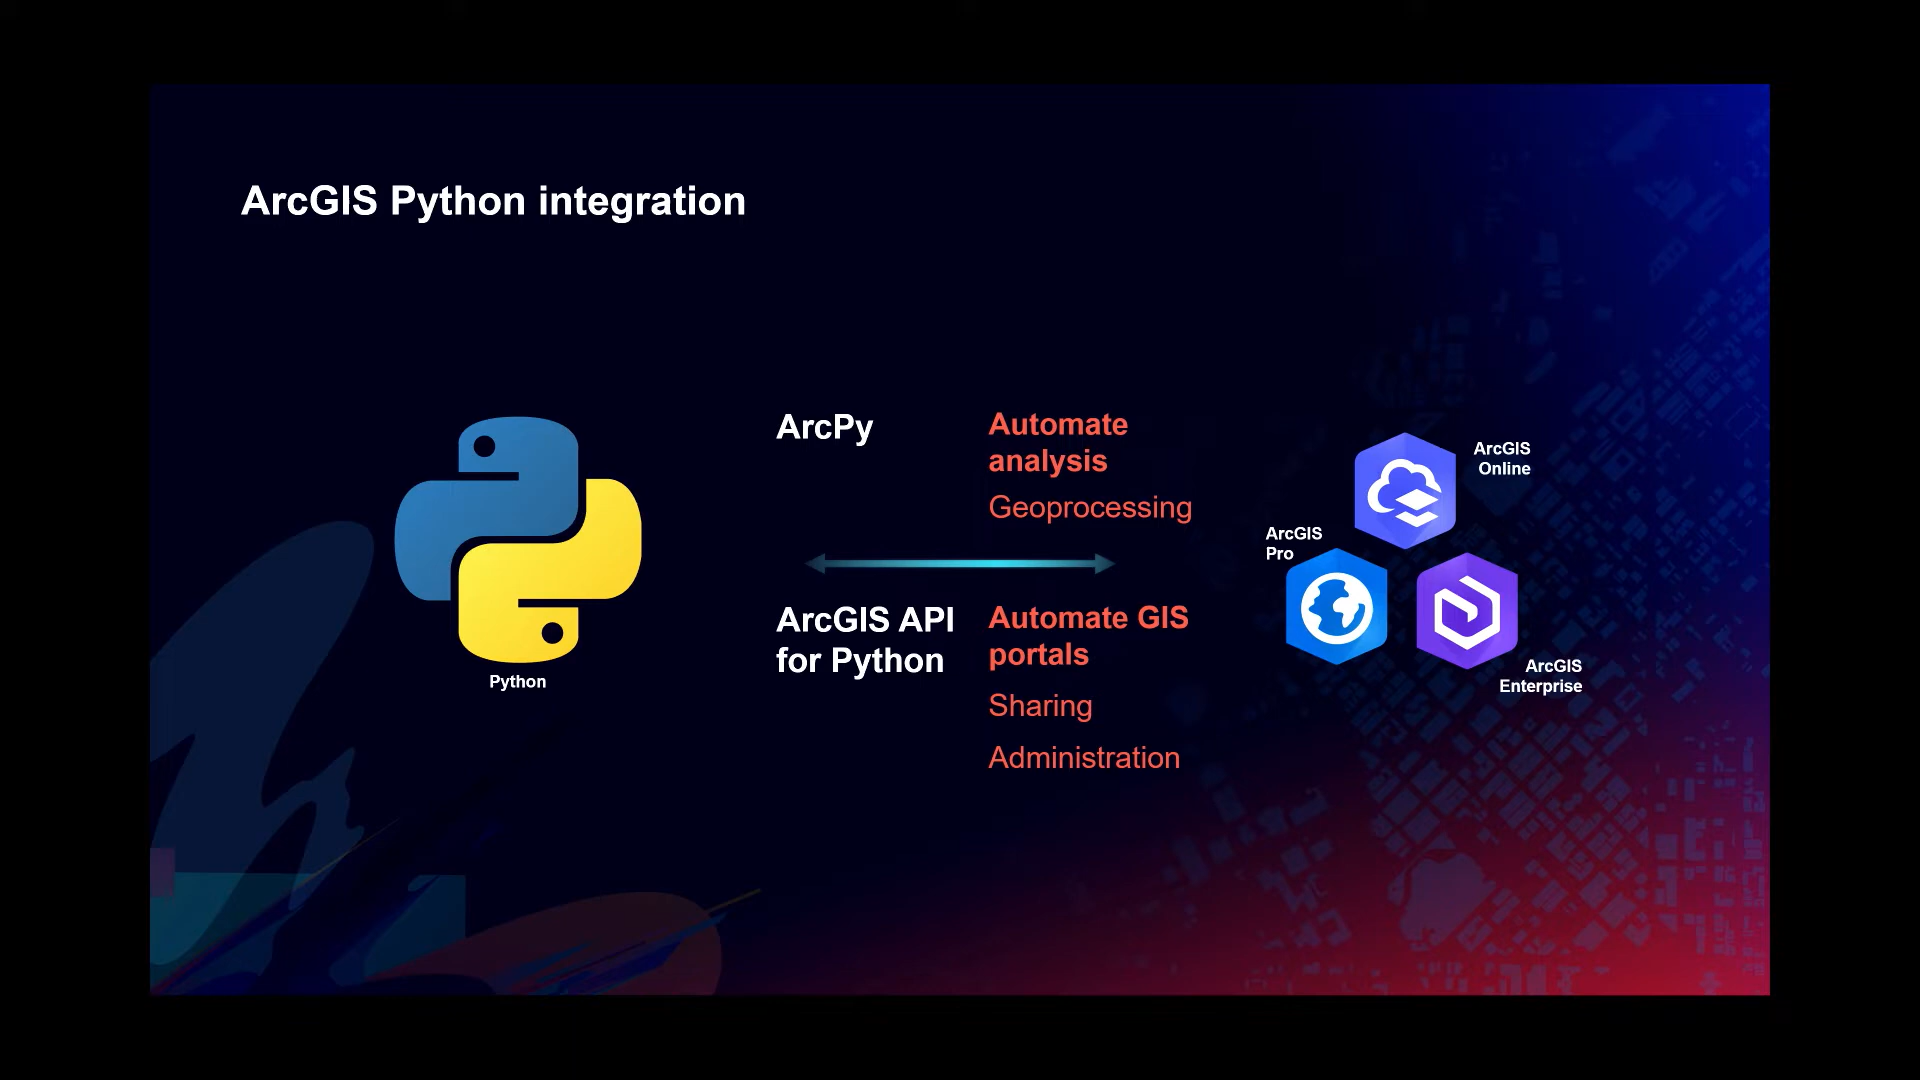 ArcGIS Python integration
Python
ArcPy
Automate
analysis
Geoprocessing
ArcGIS API
for Python
Automate GIS
portals
Sharing
Administration
ArcGIS
Online
ArcGIS
Pro
ArcGIS
Enterprise